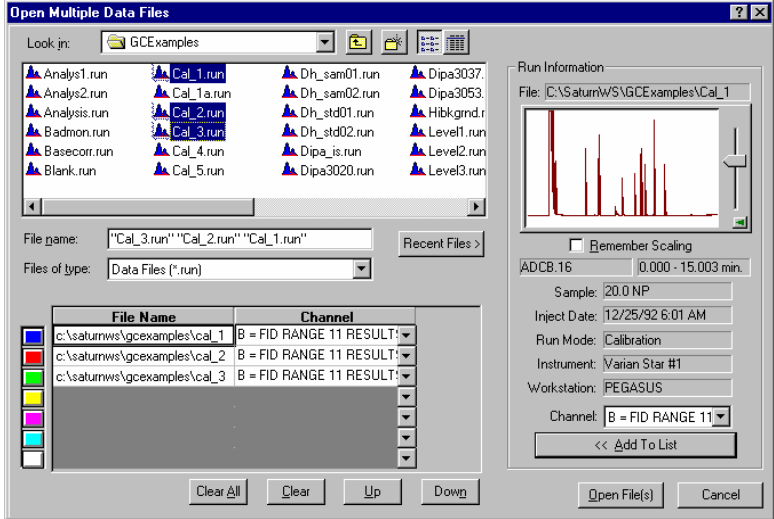 Open Multiple Data Files
Look in: GCExamples
Analys1.run Cal_1.run Dh_sam01.run Dipa3037.
Analys2.run Cal_1a.run Dh_sam02.run Dipa3053.
Analysis.run Cal_2.run Dh_std01.run Hibkgrnd.r
Badmon.run Cal_3.run Dh_std02.run Level1.run
Basecorr.run Cal_4.run Dipa_is.run Level2.run
Blank.run Cal_5.run Dipa3020.run Level3.run
File name: "Cal_3.run" "Cal_2.run" "Cal_1.run"
Recent Files >
Files of type: Data Files (*.run)
File Name Channel
c:\saturnws\gcexamples\cal_1 B = FID RANGE 11 RESULT
c:\saturnws\gcexamples\cal_2 B = FID RANGE 11 RESULT
c:\saturnws\gcexamples\cal_3 B = FID RANGE 11 RESULT
Clear All Clear Up Down
Run Information
File: C:\SaturnWS\GCExamples\Cal_1
Remember Scaling
ADCB.16 0.000 - 15.003 min.
Sample: 20.0 NP
Inject Date: 12/25/92 6:01 AM
Run Mode: Calibration
Instrument: Varian Star #1
Workstation: PEGASUS
Channel: B = FID RANGE 11
<< Add To List
Open File(s) Cancel